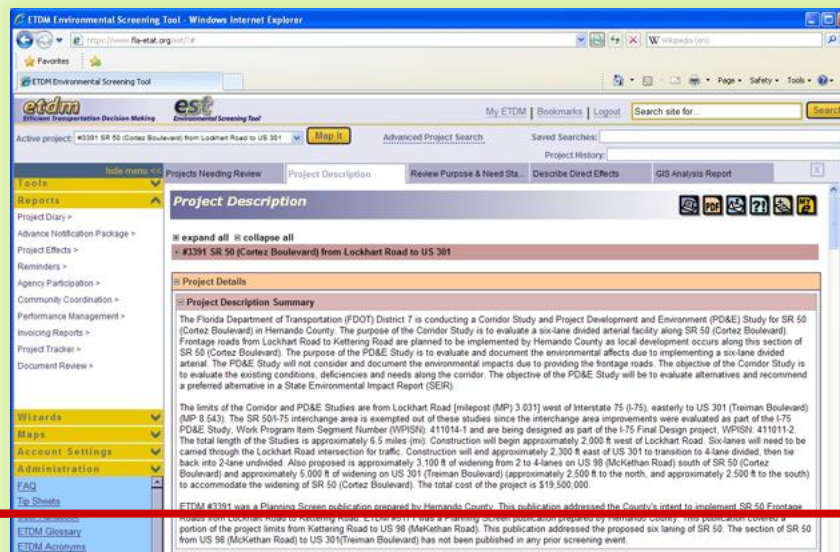 ETDM Environmental Screening Tool - Windows Internet Explorer
https://www.fla-etat.org/est/?#
Wikipedia (en)
Favorites
ETDM Environmental Screening Tool
Page Safety Tools
etdm
Efficient Transportation Decision Making
est
Environmental Screening Tool
My ETDM | Bookmarks | Logout
Search site for...
Search
Active project: #3391 SR 50 (Cortez Boulevard) from Lockhart Road to US 301
Map it
Advanced Project Search
Saved Searches:
Project History:
hide menu <<
Projects Needing Review
Project Description
Review Purpose & Need Sta...
Describe Direct Effects
GIS Analysis Report
Tools
Reports
Project Diary >
Advance Notification Package >
Project Effects >
Reminders >
Agency Participation >
Community Coordination >
Performance Management >
Invoicing Reports >
Project Tracker >
Document Review >
Wizards
Maps
Account Settings
Administration
FAQ
Tip Sheets
ETDM Glossary
ETDM Acronyms
Project Description
PDF
?!
MY
expand all collapse all
#3391 SR 50 (Cortez Boulevard) from Lockhart Road to US 301
Project Details
Project Description Summary
The Florida Department of Transportation (FDOT) District 7 is conducting a Corridor Study and Project Development and Environment (PD&E) Study for SR 50
(Cortez Boulevard) in Hernando County. The purpose of the Corridor Study is to evaluate a six-lane divided arterial facility along SR 50 (Cortez Boulevard).
Frontage roads from Lockhart Road to Kettering Road are planned to be implemented by Hernando County as local development occurs along this section of
SR 50 (Cortez Boulevard). The purpose of the PD&E Study is to evaluate and document the environmental affects due to implementing a six-lane divided
arterial. The PD&E Study will not consider and document the environmental impacts due to providing the frontage roads. The objective of the Corridor Study is
to evaluate the existing conditions, deficiencies and needs along the corridor. The objective of the PD&E Study will be to evaluate alternatives and recommend
a preferred alternative in a State Environmental Impact Report (SEIR).
The limits of the Corridor and PD&E Studies are from Lockhart Road [milepost (MP) 3.031] west of Interstate 75 (I-75), easterly to US 301 (Treiman Boulevard)
(MP 8.543). The SR 50/I-75 interchange area is exempted out of these studies since the interchange area improvements were evaluated as part of the I-75
PD&E Study, Work Program Item Segment Number (WPISN): 411014-1 and are being designed as part of the I-75 Final Design project, WPISN: 411011-2.
The total length of the Studies is approximately 6.5 miles (mi). Construction will begin approximately 2,000 ft west of Lockhart Road. Six-lanes will need to be
carried through the Lockhart Road intersection for traffic. Construction will end approximately 2,300 ft east of US 301 to transition to 4-lane divided, then tie
back into 2-lane undivided. Also proposed is approximately 3,100 ft of widening from 2 to 4-lanes on US 98 (McKethan Road) south of SR 50 (Cortez
Boulevard) and approximately 5,000 ft of widening on US 301 (Treiman Boulevard) (approximately 2,500 ft to the north, and approximately 2,500 ft to the south)
to accommodate the widening of SR 50 (Cortez Boulevard). The total cost of the project is $19,500,000.
ETDM #3391 was a Planning Screen publication prepared by Hernando County. This publication addressed the County's intent to implement SR 50 Frontage
Roads from Lockhart Road to Kettering Road. ETDM was a Planning Screen publication prepared by Hernando County. This publication covered a
portion of the project limits from Kettering Road to US 98 (McKethan Road). This publication addressed the proposed six laning of SR 50. The section of SR 50
from US 98 (McKethan Road) to US 301(Treiman Boulevard) has not been published in any prior screening event.